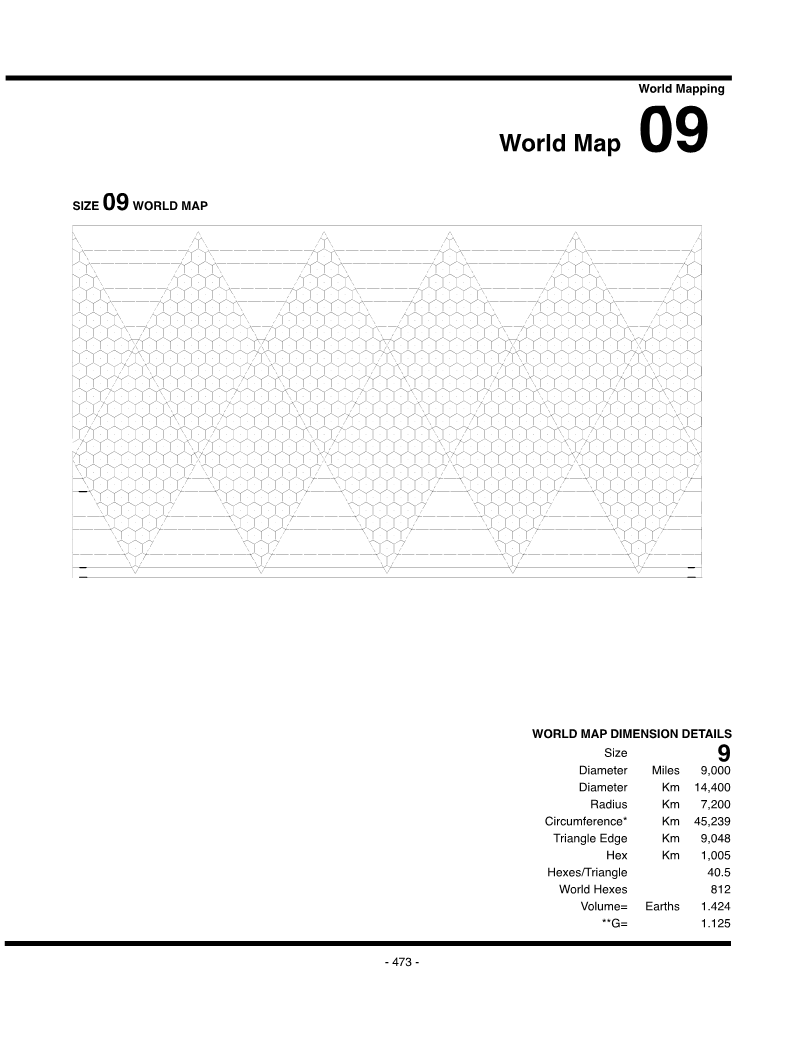 World Mapping
World Map 09
SIZE 09 WORLD MAP
WORLD MAP DIMENSION DETAILS
Size 9
Diameter Miles 9,000
Diameter Km 14,400
Radius Km 7,200
Circumference* Km 45,239
Triangle Edge Km 9,048
Hex Km 1,005
Hexes/Triangle 40.5
World Hexes 812
Volume= Earths 1.424
**G= 1.125
- 473 -